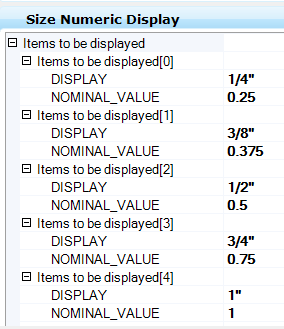 Size Numeric Display
Items to be displayed
Items to be displayed[0]
DISPLAY 1/4"
NOMINAL_VALUE 0.25
Items to be displayed[1]
DISPLAY 3/8"
NOMINAL_VALUE 0.375
Items to be displayed[2]
DISPLAY 1/2"
NOMINAL_VALUE 0.5
Items to be displayed[3]
DISPLAY 3/4"
NOMINAL_VALUE 0.75
Items to be displayed[4]
DISPLAY 1"
NOMINAL_VALUE 1